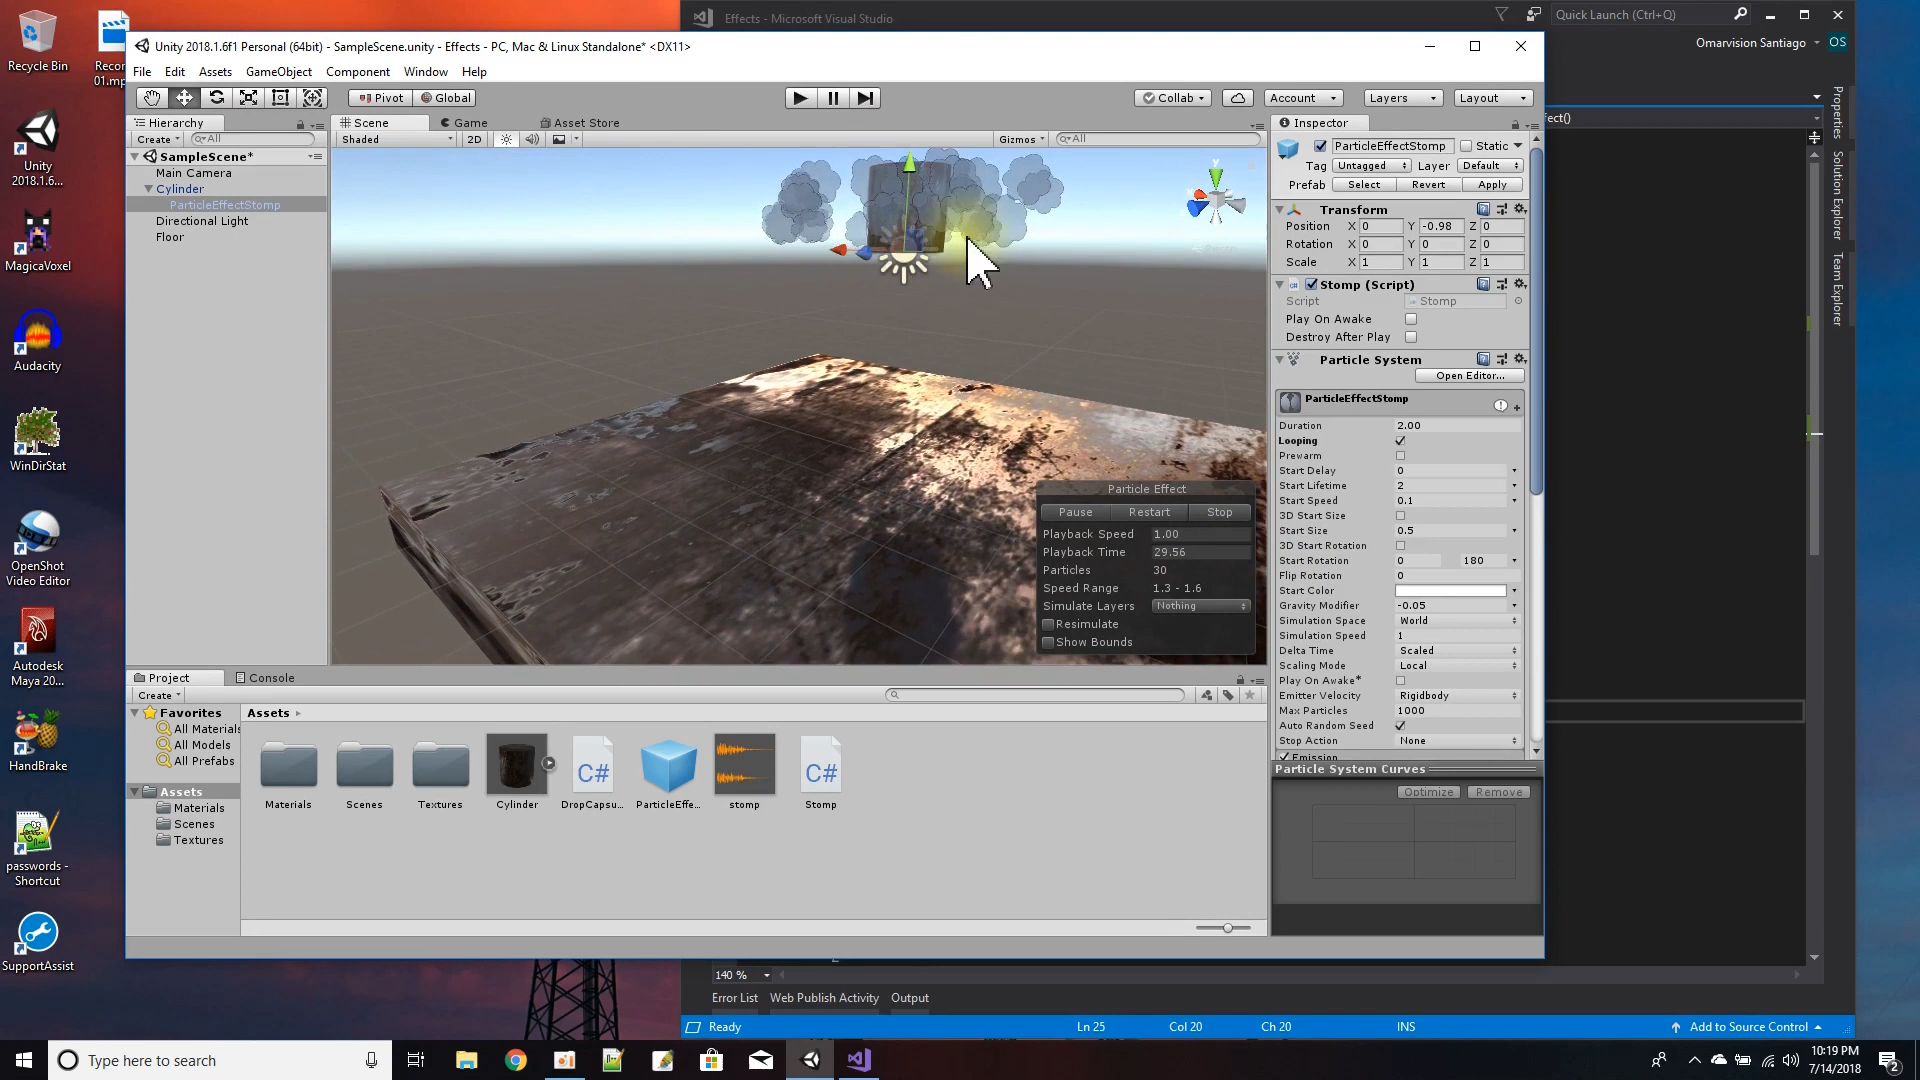 Recycle Bin
Recor
01.mp
Unity
2018.1.6...
MagicaVoxel
Audacity
WinDirStat
OpenShot
Video Editor
Autodesk
Maya 20...
HandBrake
passwords -
Shortcut
SupportAssist
Effects - Microsoft Visual Studio
Quick Launch (Ctrl+Q)
Omarvision Santiago
OS
Unity 2018.1.6f1 Personal (64bit) - SampleScene.unity - Effects - PC, Mac & Linux Standalone* <DX11>
File Edit Assets GameObject Component Window Help
Pivot Global
Collab Account Layers Layout
Hierarchy
Create All
SampleScene*
Main Camera
Cylinder
ParticleEffectStomp
Directional Light
Floor
Scene Game Asset Store
Shaded 2D Gizmos All
y
Particle Effect
Pause Restart Stop
Playback Speed 1.00
Playback Time 29.56
Particles 30
Speed Range 1.3 - 1.6
Simulate Layers Nothing
Resimulate
Show Bounds
Inspector
ParticleEffectStomp Static
Tag Untagged Layer Default
Prefab Select Revert Apply
Transform
Position X 0 Y -0.98 Z 0
Rotation X 0 Y 0 Z 0
Scale X 1 Y 1 Z 1
Stomp (Script)
Script Stomp
Play On Awake
Destroy After Play
Particle System
Open Editor...
ParticleEffectStomp
Duration 2.00
Looping
Prewarm
Start Delay 0
Start Lifetime 2
Start Speed 0.1
3D Start Size
Start Size 0.5
3D Start Rotation
Start Rotation 0 180
Flip Rotation 0
Start Color
Gravity Modifier -0.05
Simulation Space World
Simulation Speed 1
Delta Time Scaled
Scaling Mode Local
Play On Awake*
Emitter Velocity Rigidbody
Max Particles 1000
Auto Random Seed
Stop Action None
Emission
Particle System Curves
Optimize Remove
fect()
Properties
Solution Explorer
Team Explorer
Project Console
Create
Favorites
All Materials
All Models
All Prefabs
Assets
Materials
Scenes
Textures
Assets
C#
C#
Materials Scenes Textures Cylinder DropCapsu... ParticleEffe... stomp Stomp
140 %
Error List Web Publish Activity Output
Ready Ln 25 Col 20 Ch 20 INS Add to Source Control
Type here to search
10:19 PM
7/14/2018
2